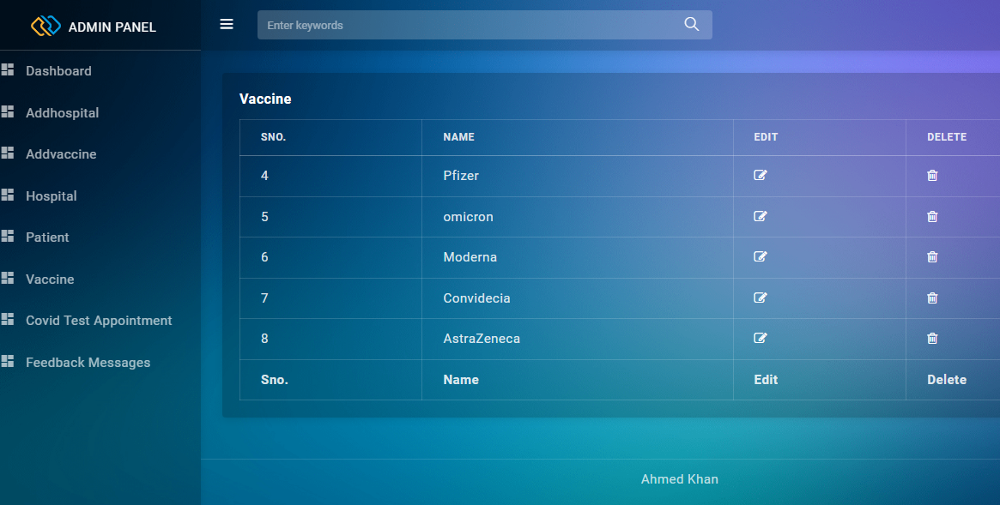 ADMIN PANEL
Enter keywords
Dashboard
Addhospital
Addvaccine
Hospital
Patient
Vaccine
Covid Test Appointment
Feedback Messages
Vaccine
SNO. NAME EDIT DELETE
4 Pfizer
5 omicron
6 Moderna
7 Convidecia
8 AstraZeneca
Sno. Name Edit Delete
Ahmed Khan